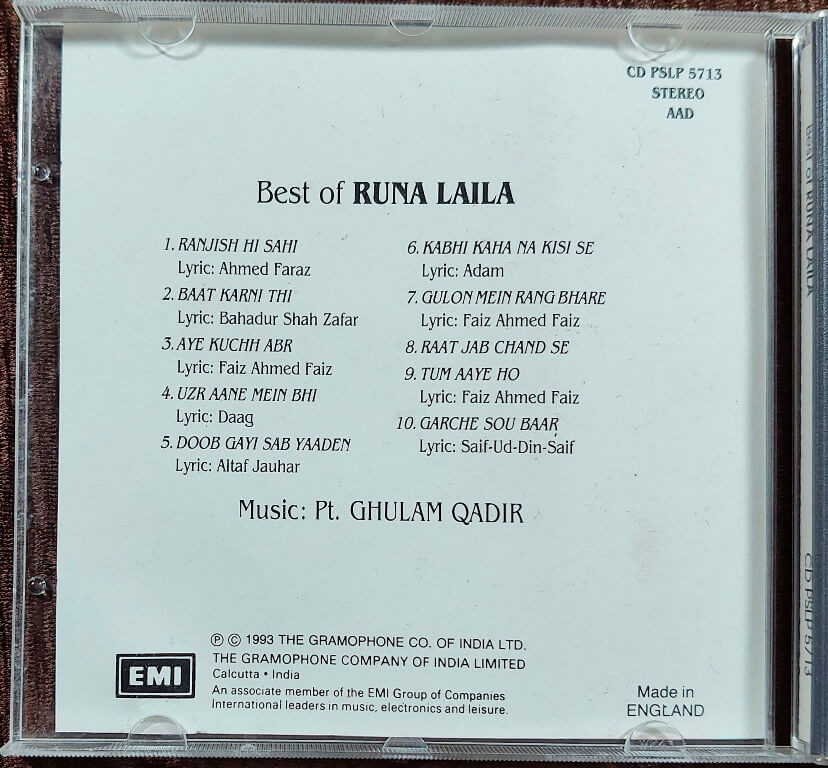 CD PSLP 5713
STEREO
AAD
Best of RUNA LAILA
1. RANJISH HI SAHI
Lyric: Ahmed Faraz
2. BAAT KARNI THI
Lyric: Bahadur Shah Zafar
3. AYE KUCHH ABR
Lyric: Faiz Ahmed Faiz
4. UZR AANE MEIN BHI
Lyric: Daag
5. DOOB GAYI SAB YAADEN
Lyric: Altaf Jauhar
6. KABHI KAHA NA KISI SE
Lyric: Adam
7. GULON MEIN RANG BHARE
Lyric: Faiz Ahmed Faiz
8. RAAT JAB CHAND SE
9. TUM AAYE HO
Lyric: Faiz Ahmed Faiz
10. GARCHE SOU BAAR
Lyric: Saif-Ud-Din-Saif
Music: Pt. GHULAM QADIR
EMI
℗ © 1993 THE GRAMOPHONE CO. OF INDIA LTD.
THE GRAMOPHONE COMPANY OF INDIA LIMITED
Calcutta • India
An associate member of the EMI Group of Companies
International leaders in music, electronics and leisure.
Made in
ENGLAND
Best of RUNA LAILA
CD PSLP 5713